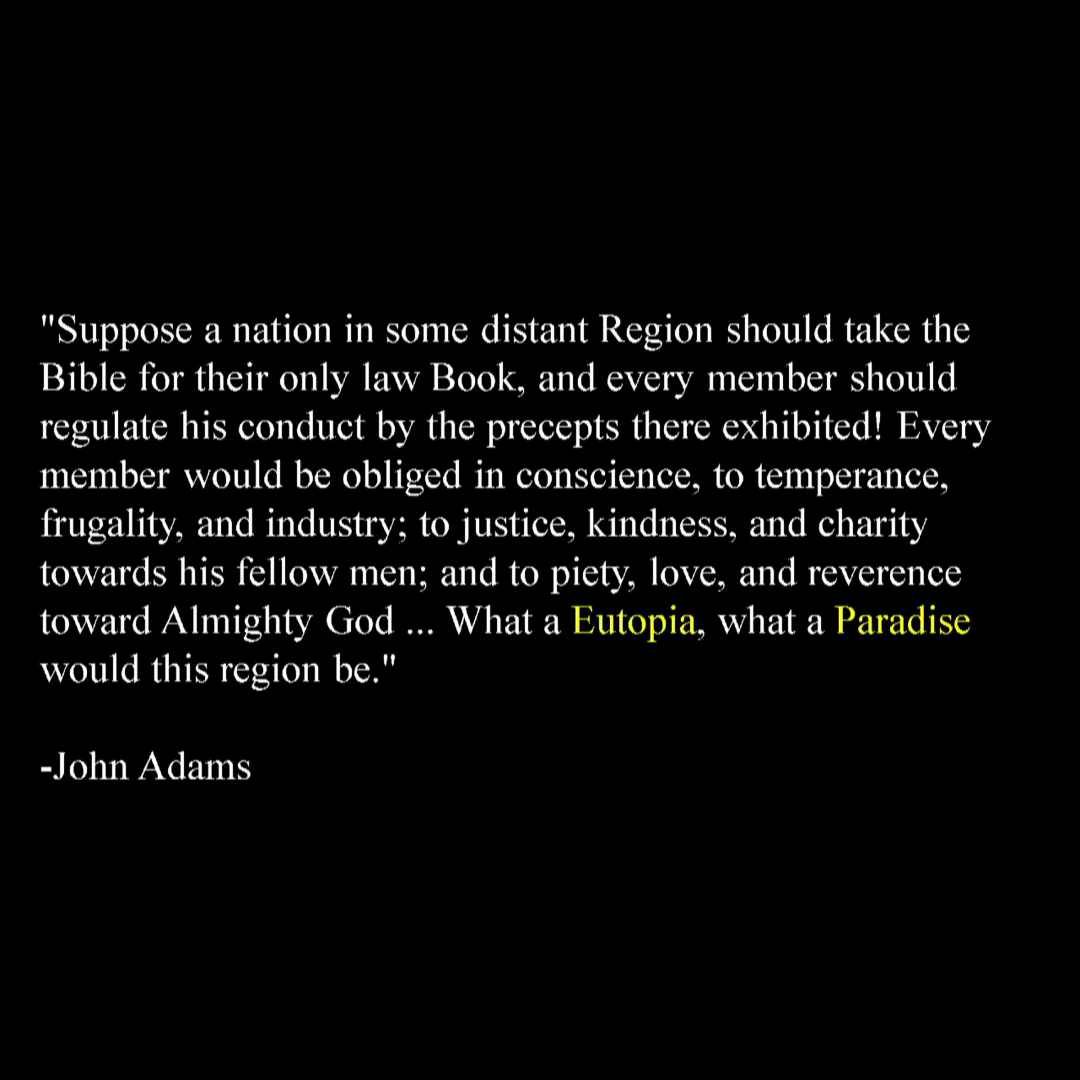 "Suppose a nation in some distant Region should take the
Bible for their only law Book, and every member should
regulate his conduct by the precepts there exhibited! Every
member would be obliged in conscience, to temperance,
frugality, and industry; to justice, kindness, and charity
towards his fellow men; and to piety, love, and reverence
toward Almighty God ... What a Eutopia, what a Paradise
would this region be."
-John Adams